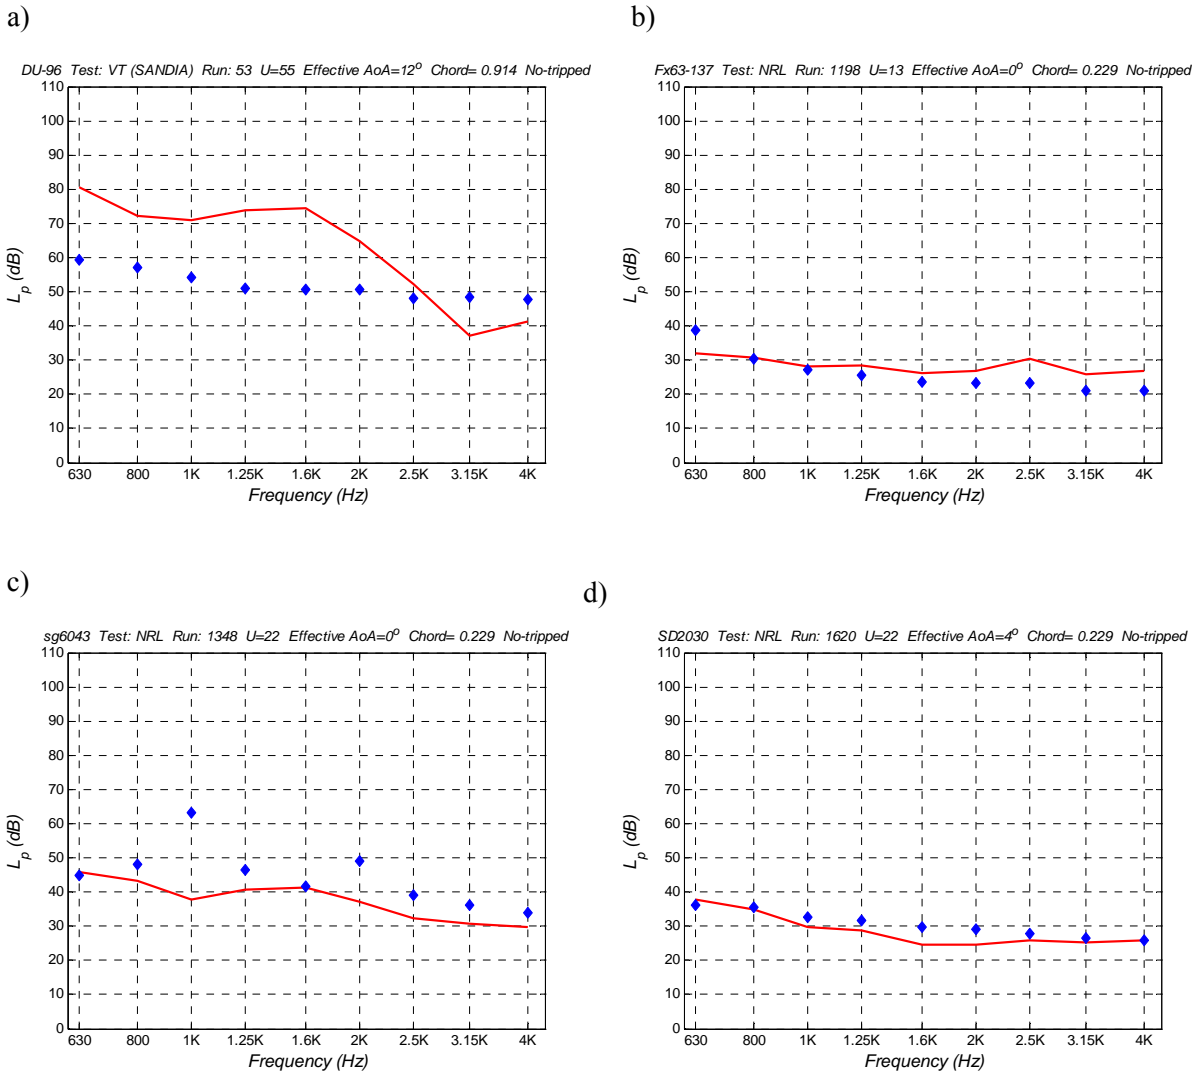 a)
DU-96 Test: VT (SANDIA) Run: 53 U=55 Effective AoA=12° Chord= 0.914 No-tripped
110
100
90
80
70
60
50
40
30
20
10
0
L_p (dB)
630 800 1K 1.25K 1.6K 2K 2.5K 3.15K 4K
Frequency (Hz)
b)
Fx63-137 Test: NRL Run: 1198 U=13 Effective AoA=0° Chord= 0.229 No-tripped
110
100
90
80
70
60
50
40
30
20
10
0
L_p (dB)
630 800 1K 1.25K 1.6K 2K 2.5K 3.15K 4K
Frequency (Hz)
c)
sg6043 Test: NRL Run: 1348 U=22 Effective AoA=0° Chord= 0.229 No-tripped
110
100
90
80
70
60
50
40
30
20
10
0
L_p (dB)
630 800 1K 1.25K 1.6K 2K 2.5K 3.15K 4K
Frequency (Hz)
d)
SD2030 Test: NRL Run: 1620 U=22 Effective AoA=4° Chord= 0.229 No-tripped
110
100
90
80
70
60
50
40
30
20
10
0
L_p (dB)
630 800 1K 1.25K 1.6K 2K 2.5K 3.15K 4K
Frequency (Hz)